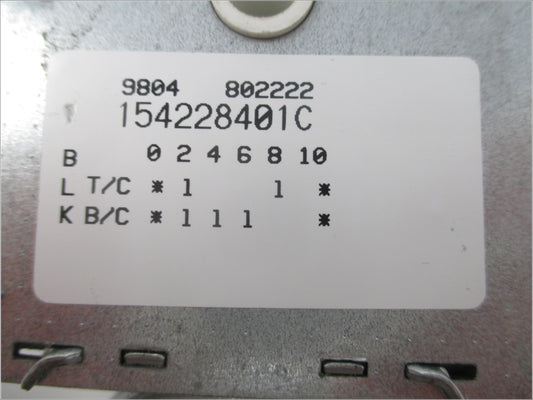 9804 802222
154228401C
B 0 2 4 6 8 10
L T/C * 1 1 *
K B/C * 1 1 1 *